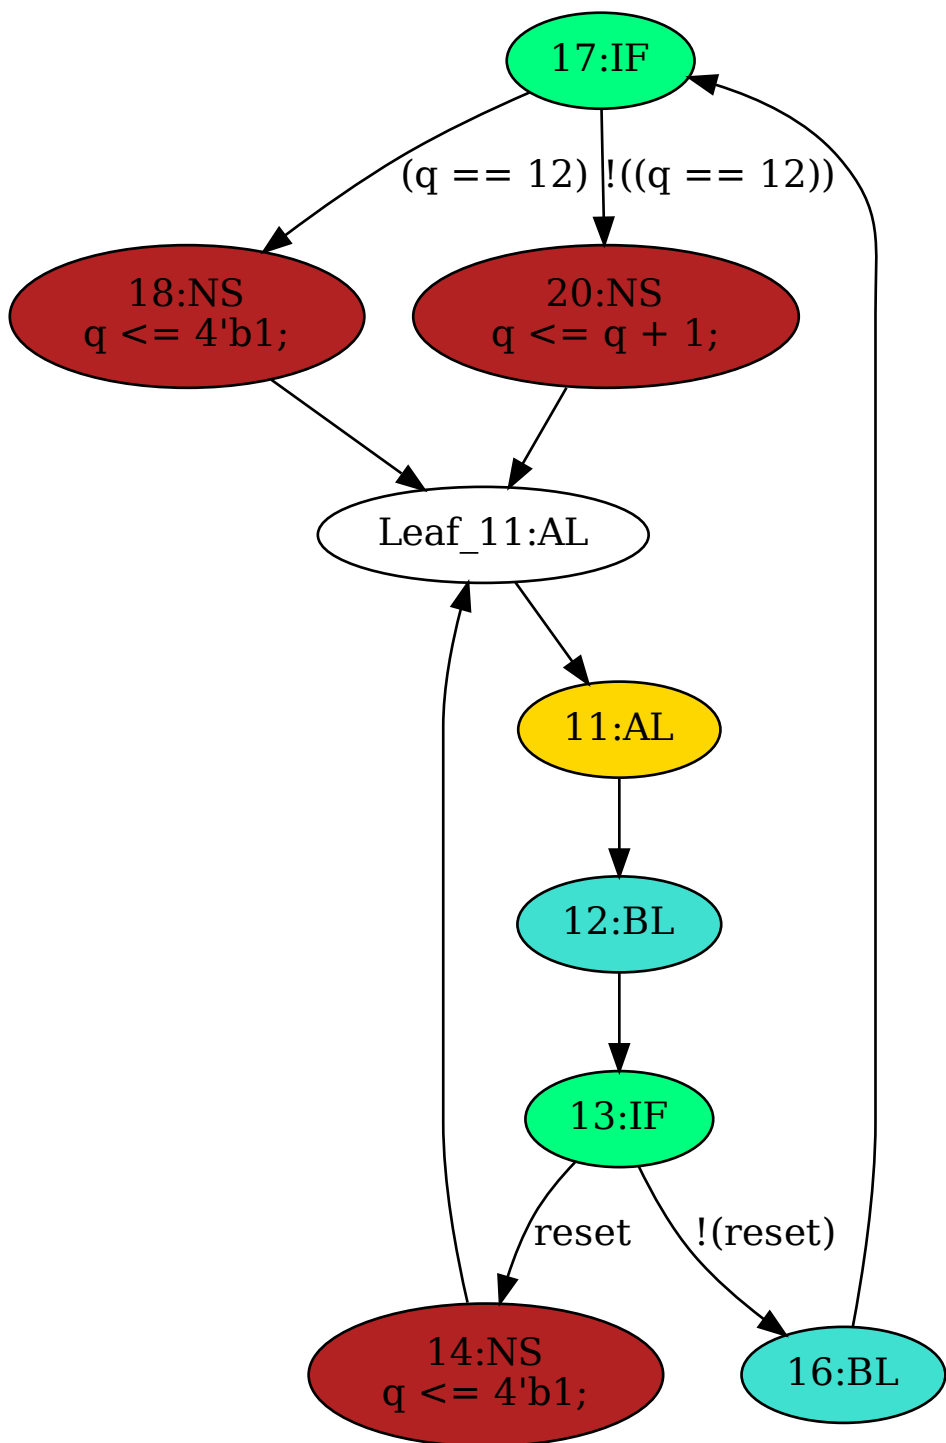 17:IF
(q == 12)
!((q == 12))
18:NS
q <= 4'b1;
20:NS
q <= q + 1;
Leaf_11:AL
11:AL
12:BL
13:IF
reset
!(reset)
14:NS
q <= 4'b1;
16:BL